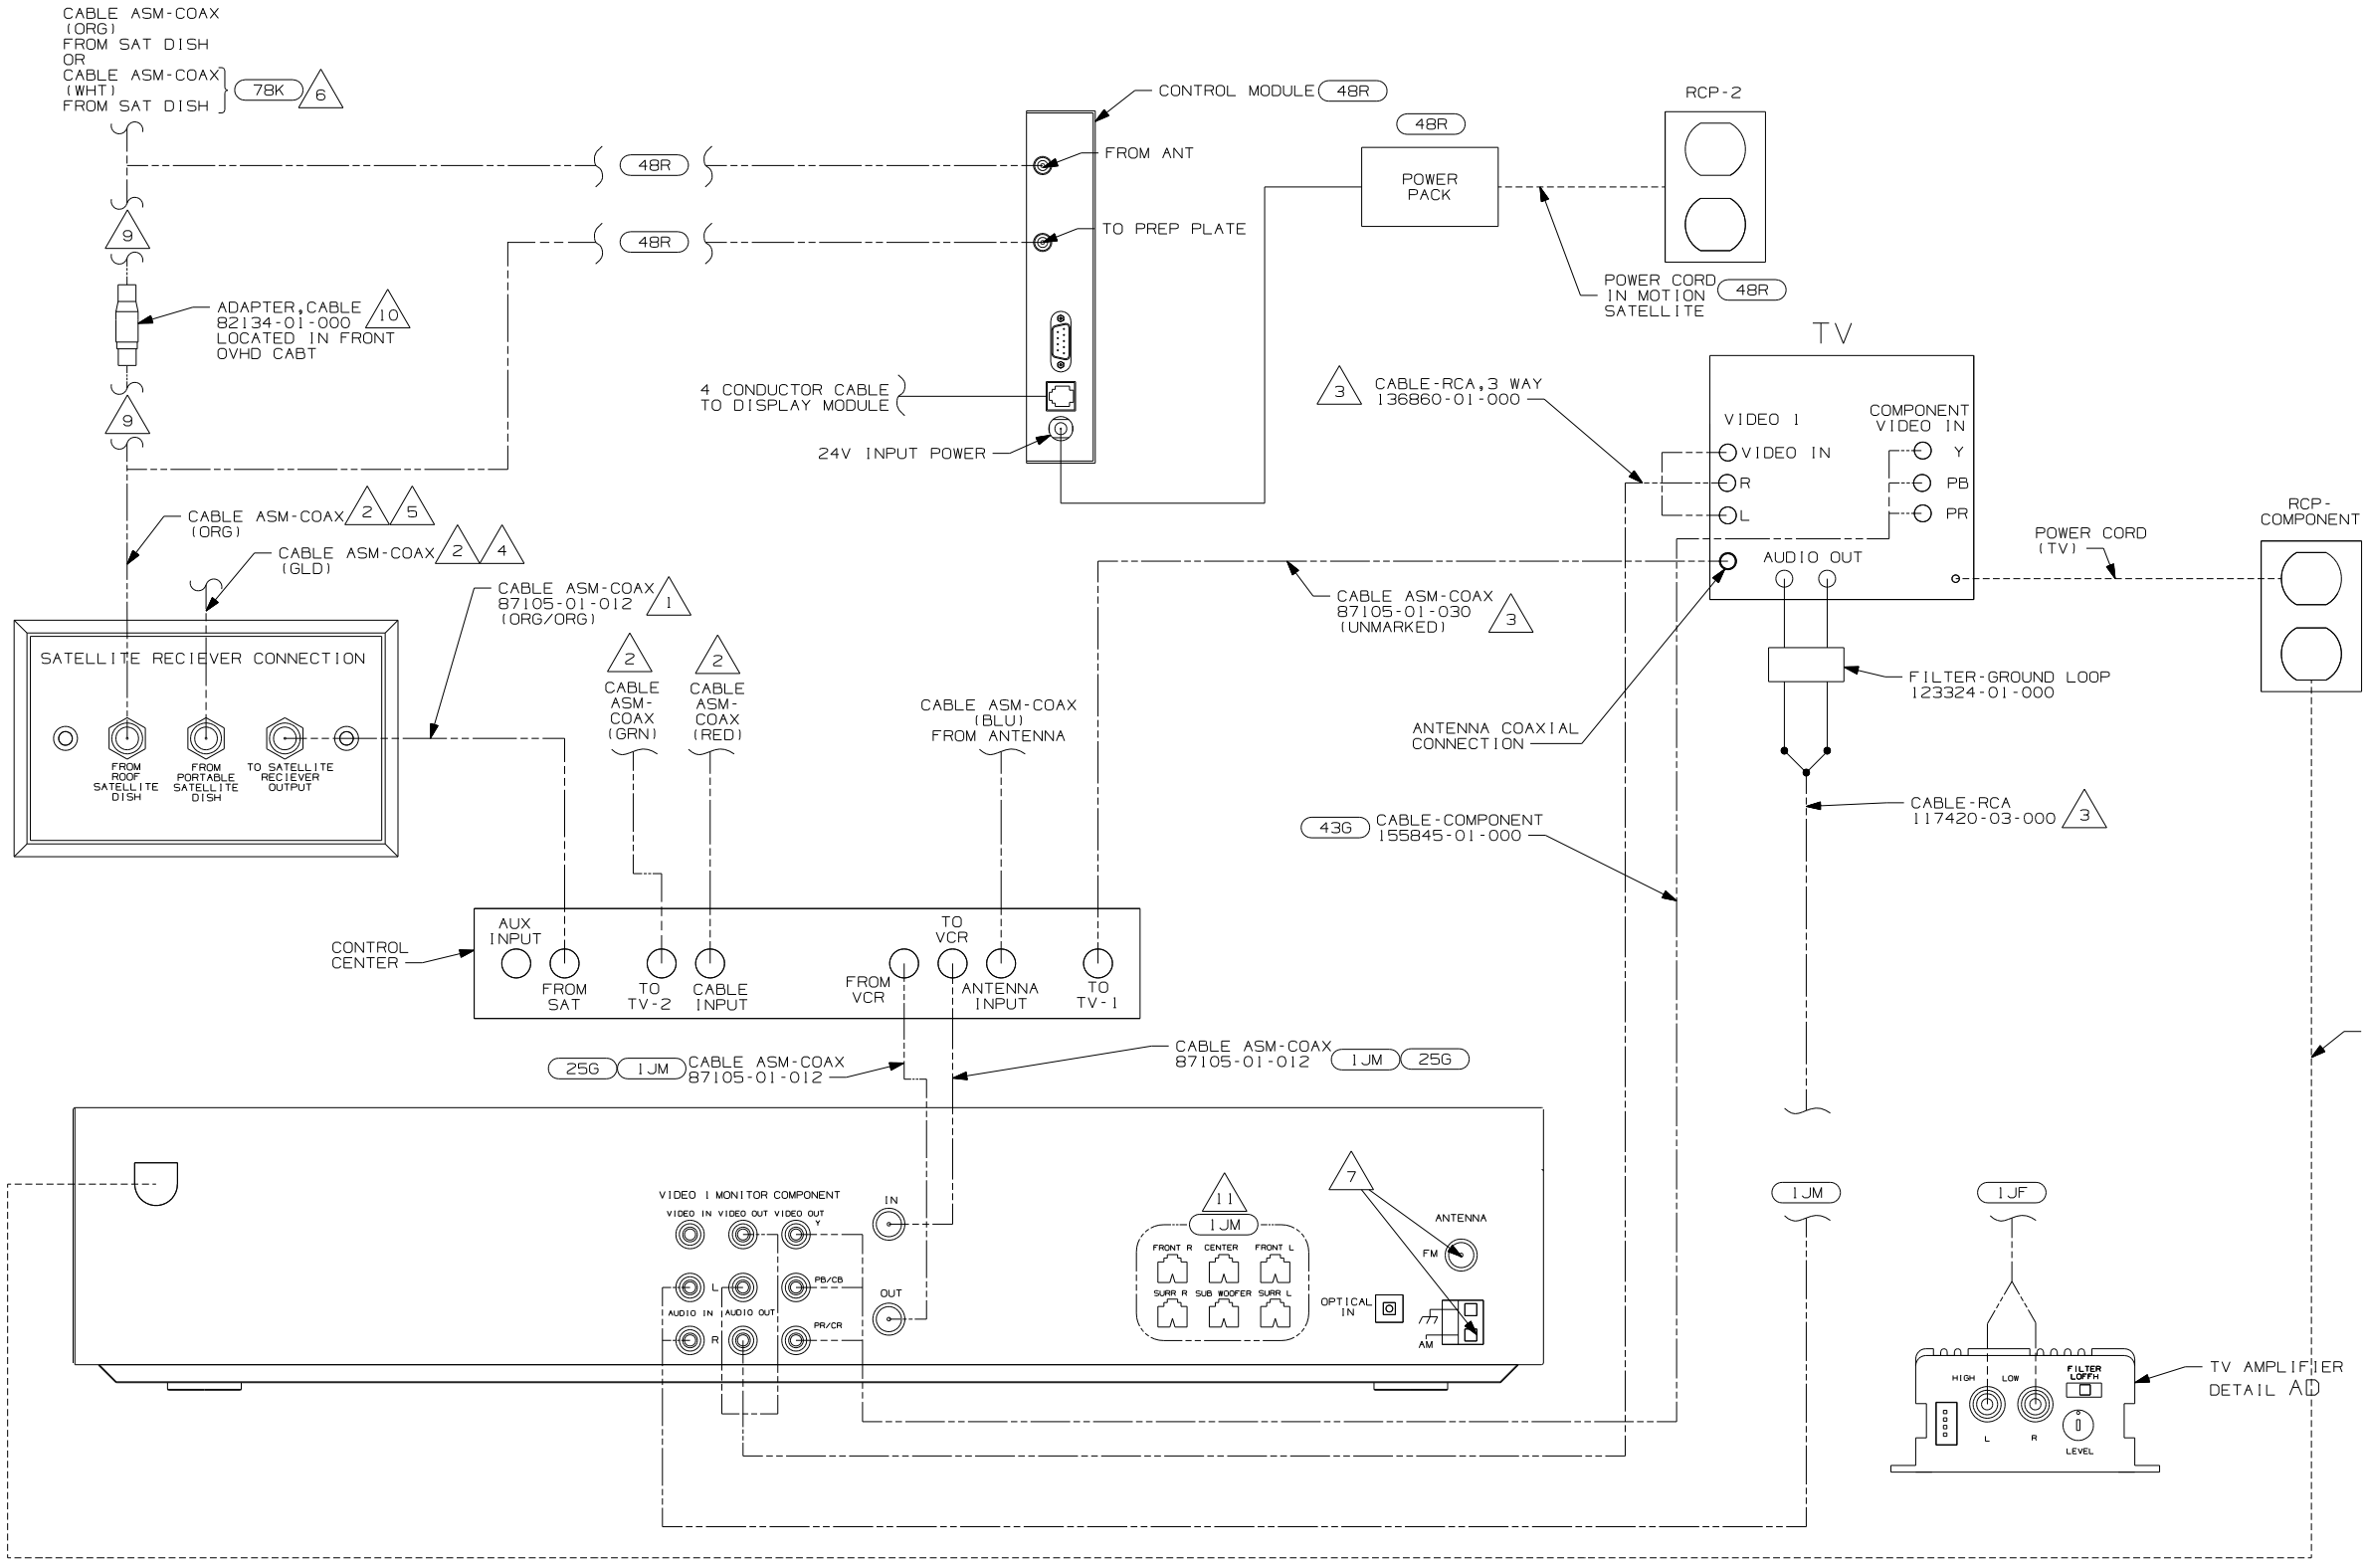 CABLE ASM-COAX
(ORG)
FROM SAT DISH
OR
CABLE ASM-COAX
(WHT)
FROM SAT DISH
78K
6
48R
48R
CONTROL MODULE
48R
FROM ANT
TO PREP PLATE
48R
POWER
PACK
RCP-2
POWER CORD
IN MOTION
SATELLITE
48R
9
ADAPTER,CABLE
82134-01-000
LOCATED IN FRONT
OVHD CABT
10
9
4 CONDUCTOR CABLE
TO DISPLAY MODULE
24V INPUT POWER
3
CABLE-RCA,3 WAY
136860-01-000
TV
VIDEO 1
VIDEO IN
R
L
COMPONENT
VIDEO IN
Y
PB
PR
AUDIO OUT
POWER CORD
(TV)
RCP-
COMPONENT
CABLE ASM-COAX
(ORG)
2
5
CABLE ASM-COAX
(GLD)
2
4
CABLE ASM-COAX
87105-01-012
(ORG/ORG)
1
CABLE ASM-COAX
87105-01-030
(UNMARKED)
3
SATELLITE RECIEVER CONNECTION
FROM
ROOF
SATELLITE
DISH
FROM
PORTABLE
SATELLITE
DISH
TO SATELLITE
RECIEVER
OUTPUT
2
CABLE
ASM-
COAX
(GRN)
2
CABLE
ASM-
COAX
(RED)
CABLE ASM-COAX
(BLU)
FROM ANTENNA
FILTER-GROUND LOOP
123324-01-000
ANTENNA COAXIAL
CONNECTION
CABLE-RCA
117420-03-000
3
43G
CABLE-COMPONENT
155845-01-000
CONTROL
CENTER
AUX
INPUT
FROM
SAT
TO
TV-2
CABLE
INPUT
FROM
VCR
TO
VCR
ANTENNA
INPUT
TO
TV-1
25G
1JM
CABLE ASM-COAX
87105-01-012
CABLE ASM-COAX
87105-01-012
1JM
25G
VIDEO 1 MONITOR COMPONENT
VIDEO IN VIDEO OUT VIDEO OUT
Y
L
PB/CB
AUDIO IN
AUDIO OUT
R
PR/CR
IN
OUT
11
1JM
FRONT R
CENTER
FRONT L
SURR R
SUB WOOFER
SURR L
7
ANTENNA
FM
OPTICAL
IN
AM
1JM
1JF
HIGH
LOW
FILTER
LOFFH
L
R
LEVEL
TV AMPLIFIER
DETAIL AD